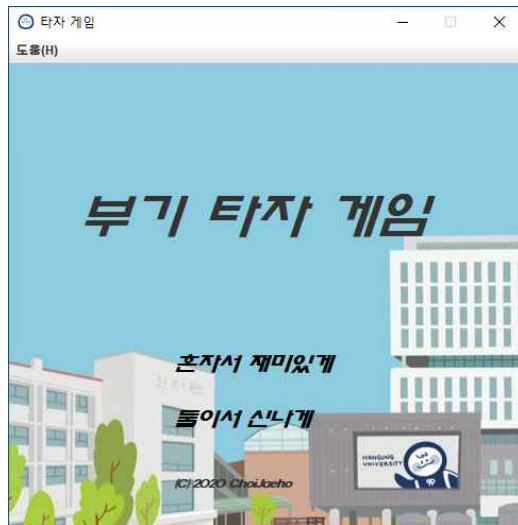 타자 게임
도움(H)
부기 타자 게임
혼자서 재미있게
둘이서 신나게
HANSUNG
UNIVERSITY
(C) 2020 ChoiJaeho